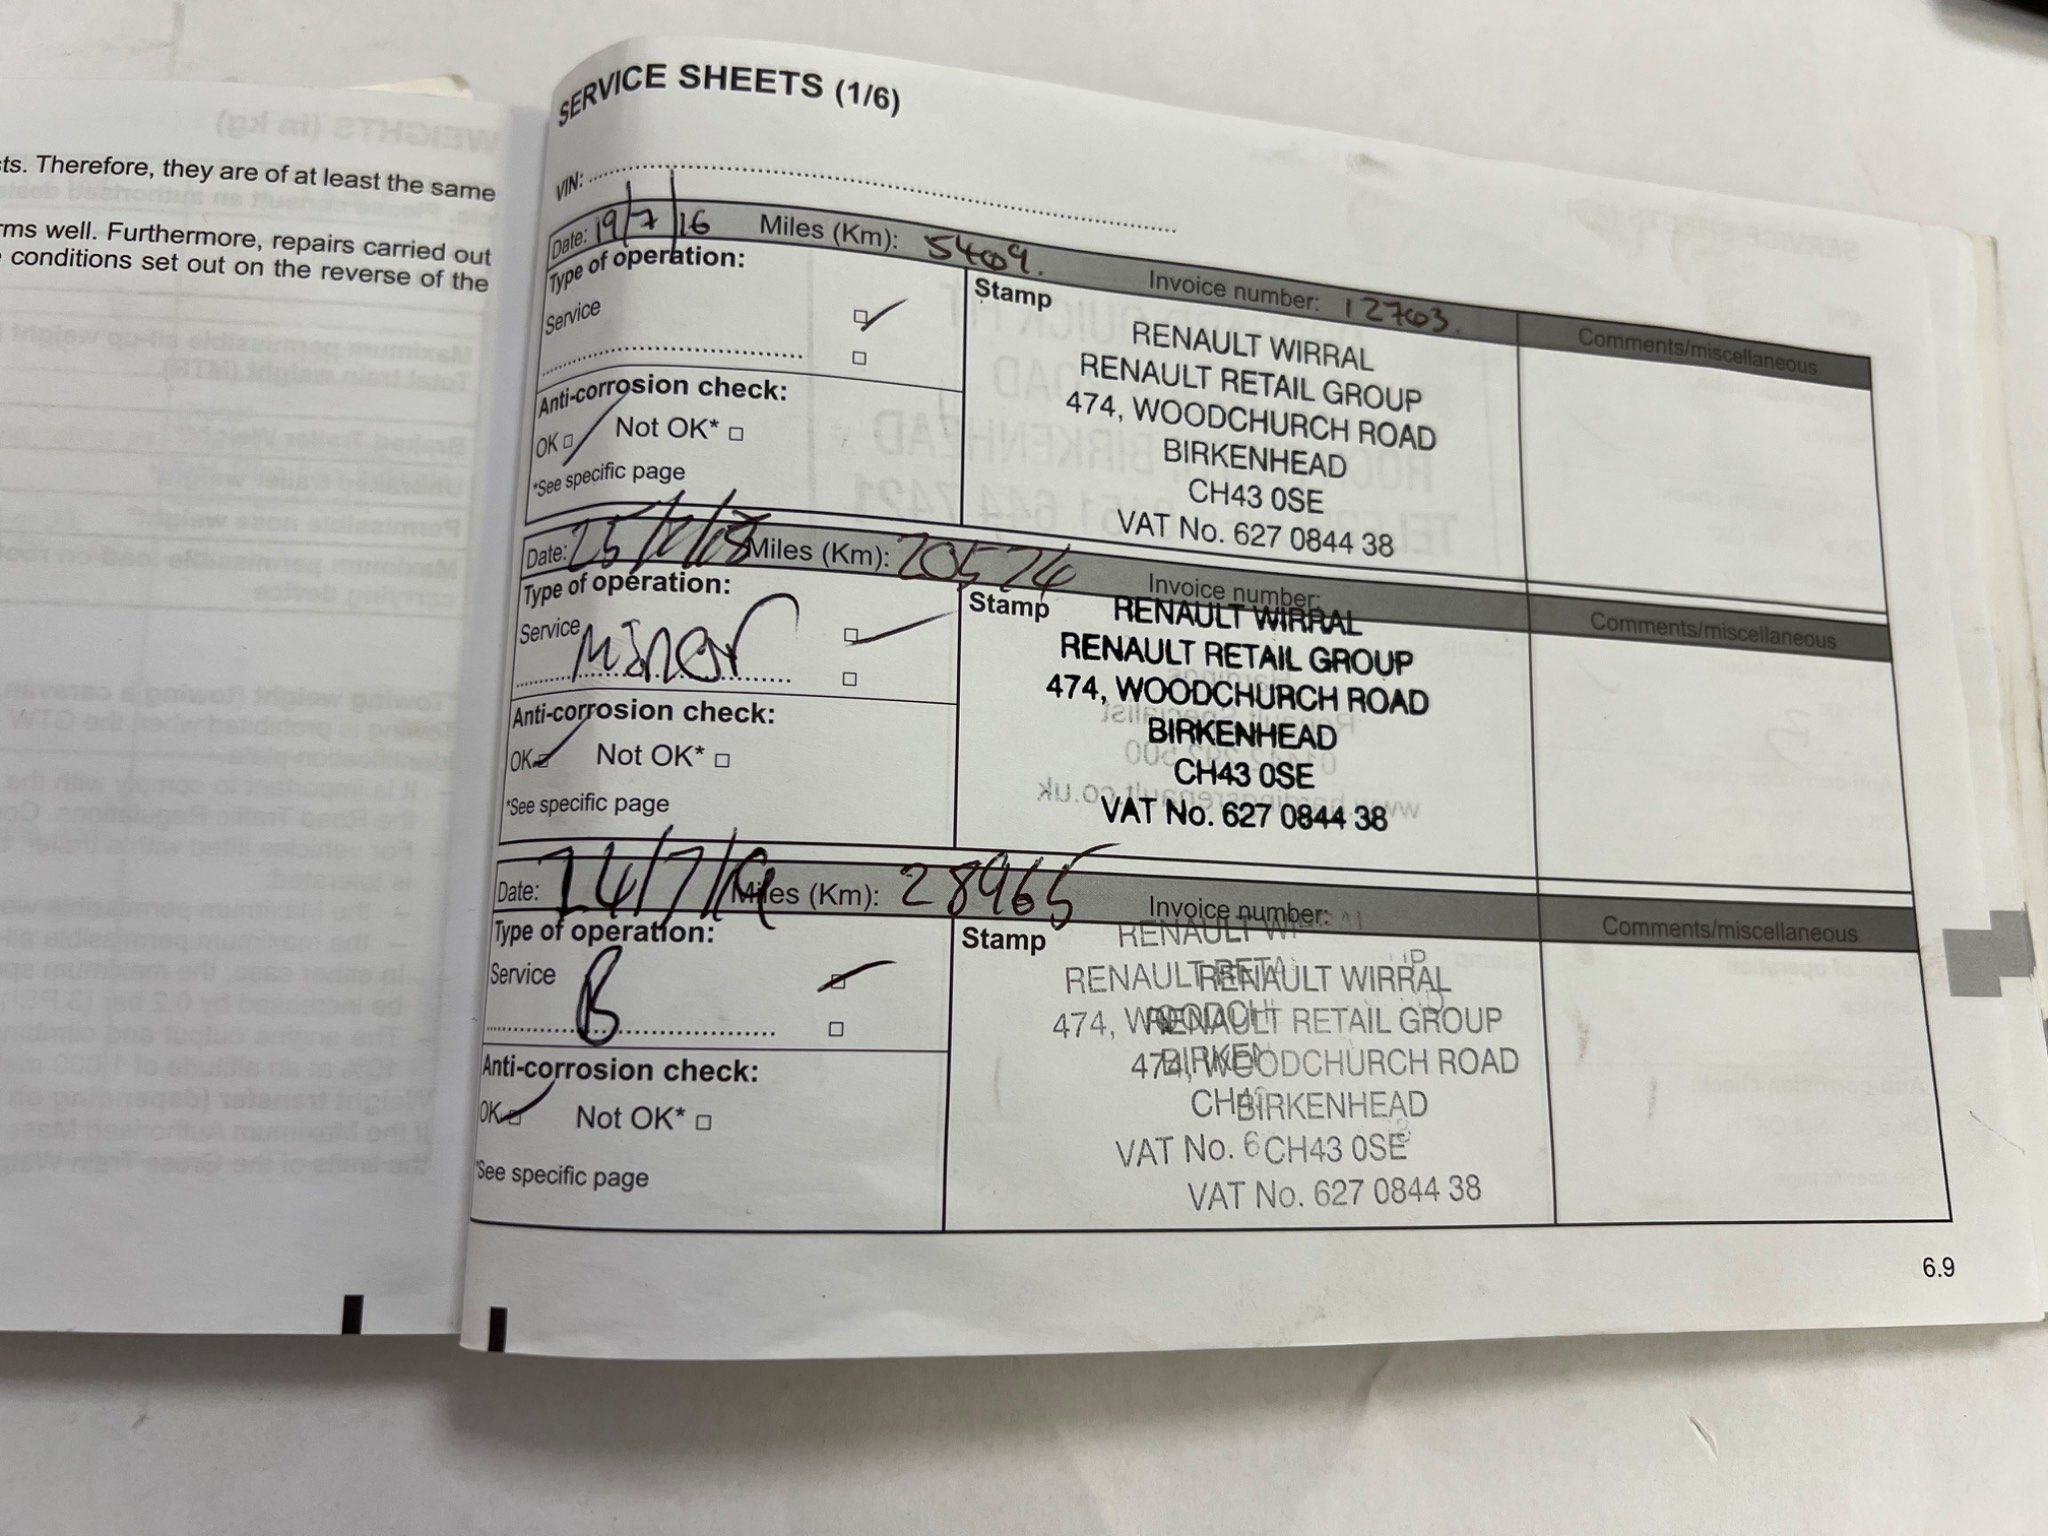 SERVICE SHEETS (1/6)
VIN:
Date: 19/7/16 Miles (Km): 5409. Invoice number: 12703.
Type of operation:
Service
Anti-corrosion check:
OK Not OK*
*See specific page
Stamp
RENAULT WIRRAL
RENAULT RETAIL GROUP
474, WOODCHURCH ROAD
BIRKENHEAD
CH43 0SE
VAT No. 627 0844 38
Comments/miscellaneous
Date: Miles (Km): 20574 Invoice number:
Type of operation:
Service Minor
Anti-corrosion check:
OK Not OK*
*See specific page
Stamp
RENAULT WIRRAL
RENAULT RETAIL GROUP
474, WOODCHURCH ROAD
BIRKENHEAD
CH43 0SE
VAT No. 627 0844 38
Comments/miscellaneous
Date: Miles (Km): 28965 Invoice number:
Type of operation:
Service B
Anti-corrosion check:
OK Not OK*
*See specific page
Stamp
RENAULT WIRRAL
RENAULT RETAIL GROUP
474, WOODCHURCH ROAD
BIRKENHEAD
CH43 0SE
VAT No. 627 0844 38
Comments/miscellaneous
6.9
sts. Therefore, they are of at least the same
rms well. Furthermore, repairs carried out
conditions set out on the reverse of the